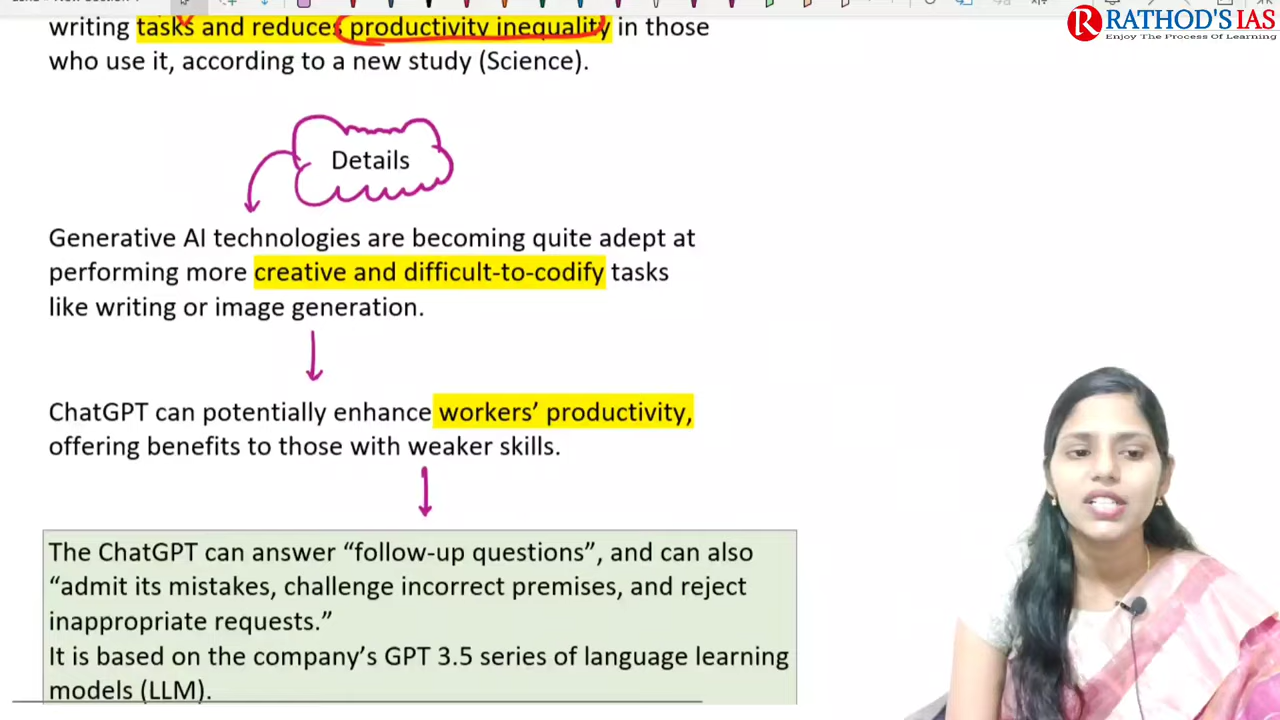 RATHOD'S IAS
Enjoy The Process Of Learning
writing tasks and reduces productivity inequality in those
who use it, according to a new study (Science).
Details
Generative AI technologies are becoming quite adept at
performing more creative and difficult-to-codify tasks
like writing or image generation.
ChatGPT can potentially enhance workers’ productivity,
offering benefits to those with weaker skills.
The ChatGPT can answer “follow-up questions”, and can also
“admit its mistakes, challenge incorrect premises, and reject
inappropriate requests.”
It is based on the company’s GPT 3.5 series of language learning
models (LLM).